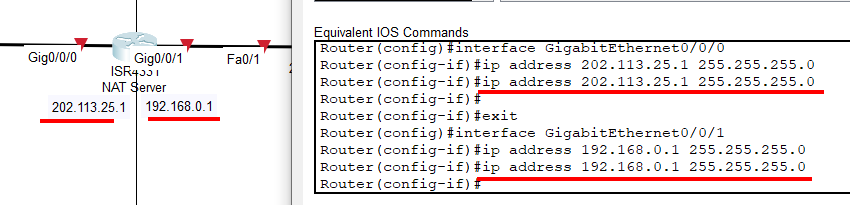 Gig0/0/0
Gig0/0/1
Fa0/1
ISR4331
NAT Server
202.113.25.1
192.168.0.1
Equivalent IOS Commands
Router(config)#interface GigabitEthernet0/0/0
Router(config-if)#ip address 202.113.25.1 255.255.255.0
Router(config-if)#ip address 202.113.25.1 255.255.255.0
Router(config-if)#
Router(config-if)#exit
Router(config)#interface GigabitEthernet0/0/1
Router(config-if)#ip address 192.168.0.1 255.255.255.0
Router(config-if)#ip address 192.168.0.1 255.255.255.0
Router(config-if)#